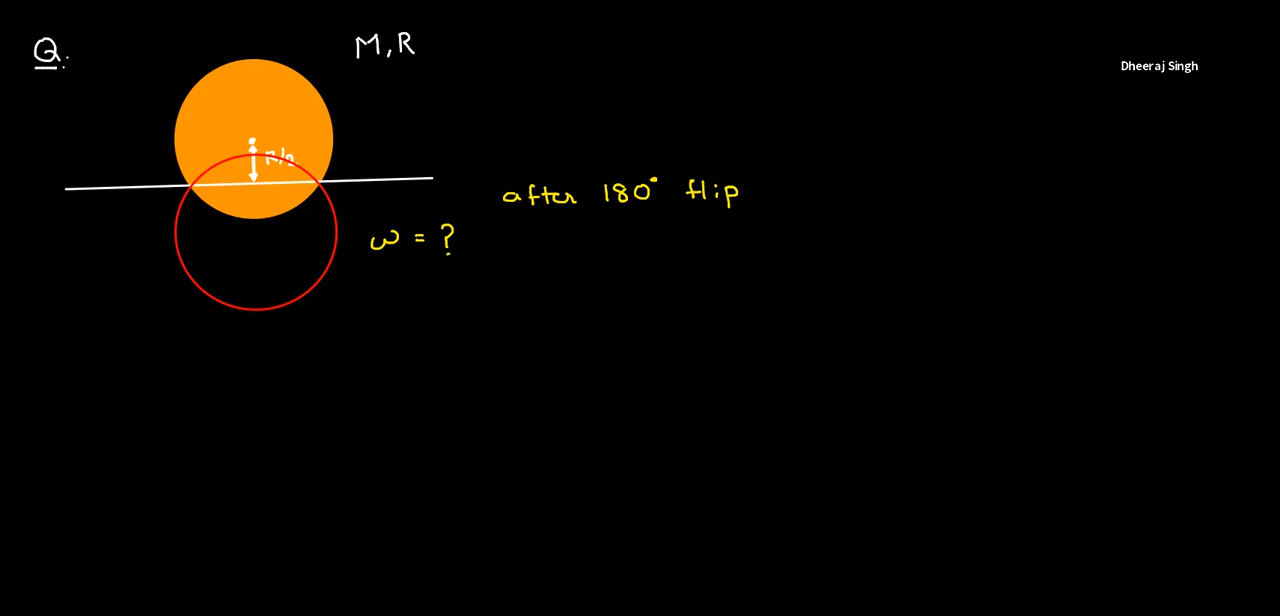 Q. M, R
Dheeraj Singh
R/2
after 180° flip
ω = ?